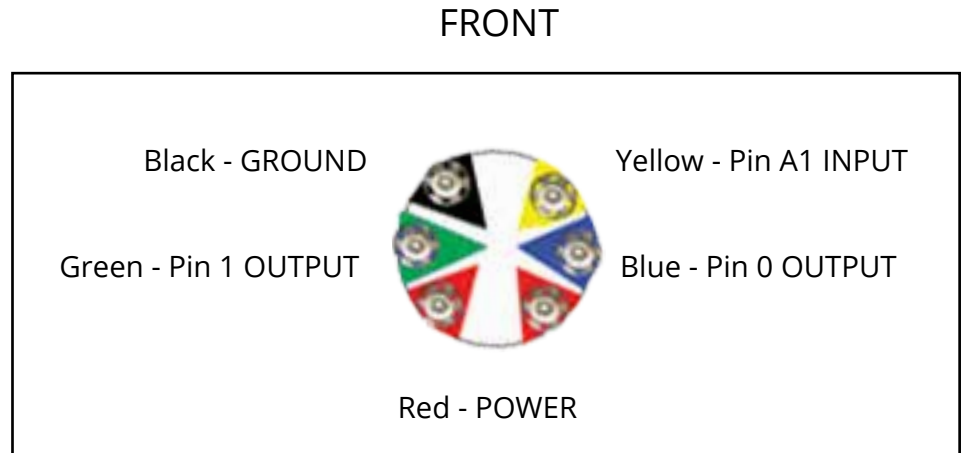 FRONT
Black - GROUND
Yellow - Pin A1 INPUT
Green - Pin 1 OUTPUT
Blue - Pin 0 OUTPUT
Red - POWER